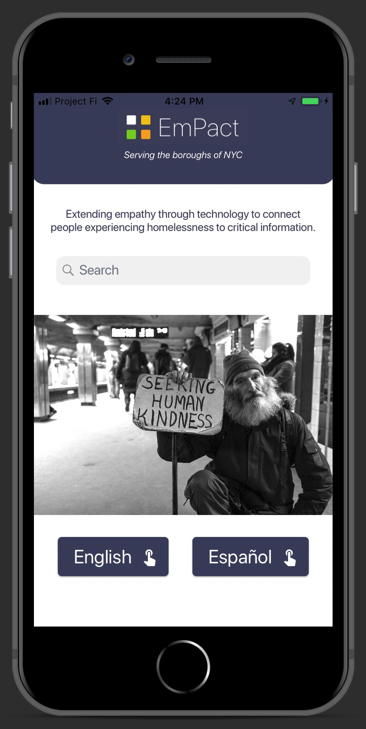 Project Fi
4:24 PM
EmPact
Serving the boroughs of NYC
Extending empathy through technology to connect
people experiencing homelessness to critical information.
Search
SEEKING
HUMAN
KINDNESS
English
Español